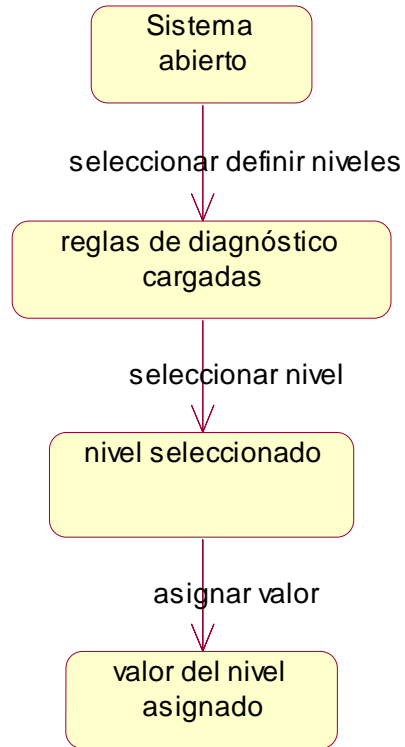 Sistema
abierto
seleccionar definir niveles
reglas de diagnóstico
cargadas
seleccionar nivel
nivel seleccionado
asignar valor
valor del nivel
asignado